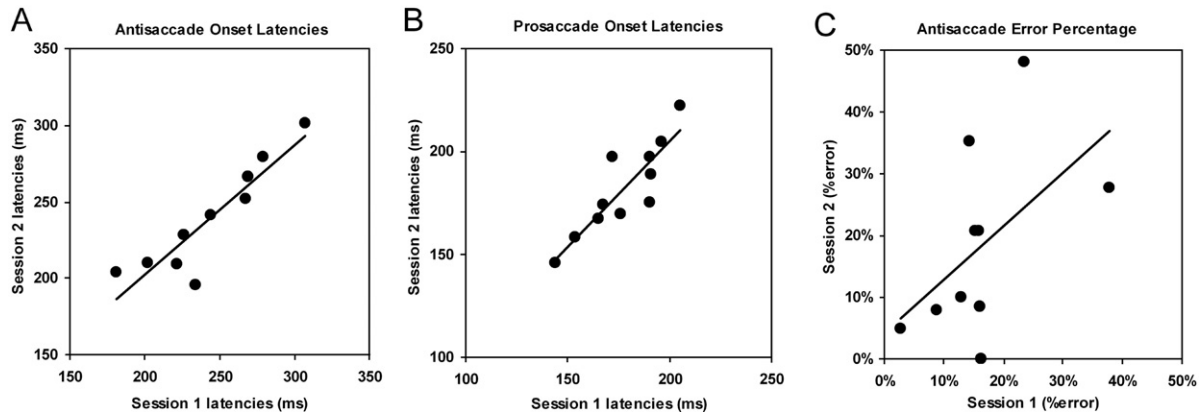 A
Antisaccade Onset Latencies
350
300
250
200
150
150
200
250
300
350
Session 2 latencies (ms)
Session 1 latencies (ms)
B
Prosaccade Onset Latencies
250
200
150
100
100
150
200
250
Session 2 latencies (ms)
Session 1 latencies (ms)
C
Antisaccade Error Percentage
50%
40%
30%
20%
10%
0%
0%
10%
20%
30%
40%
50%
Session 2 (%error)
Session 1 (%error)